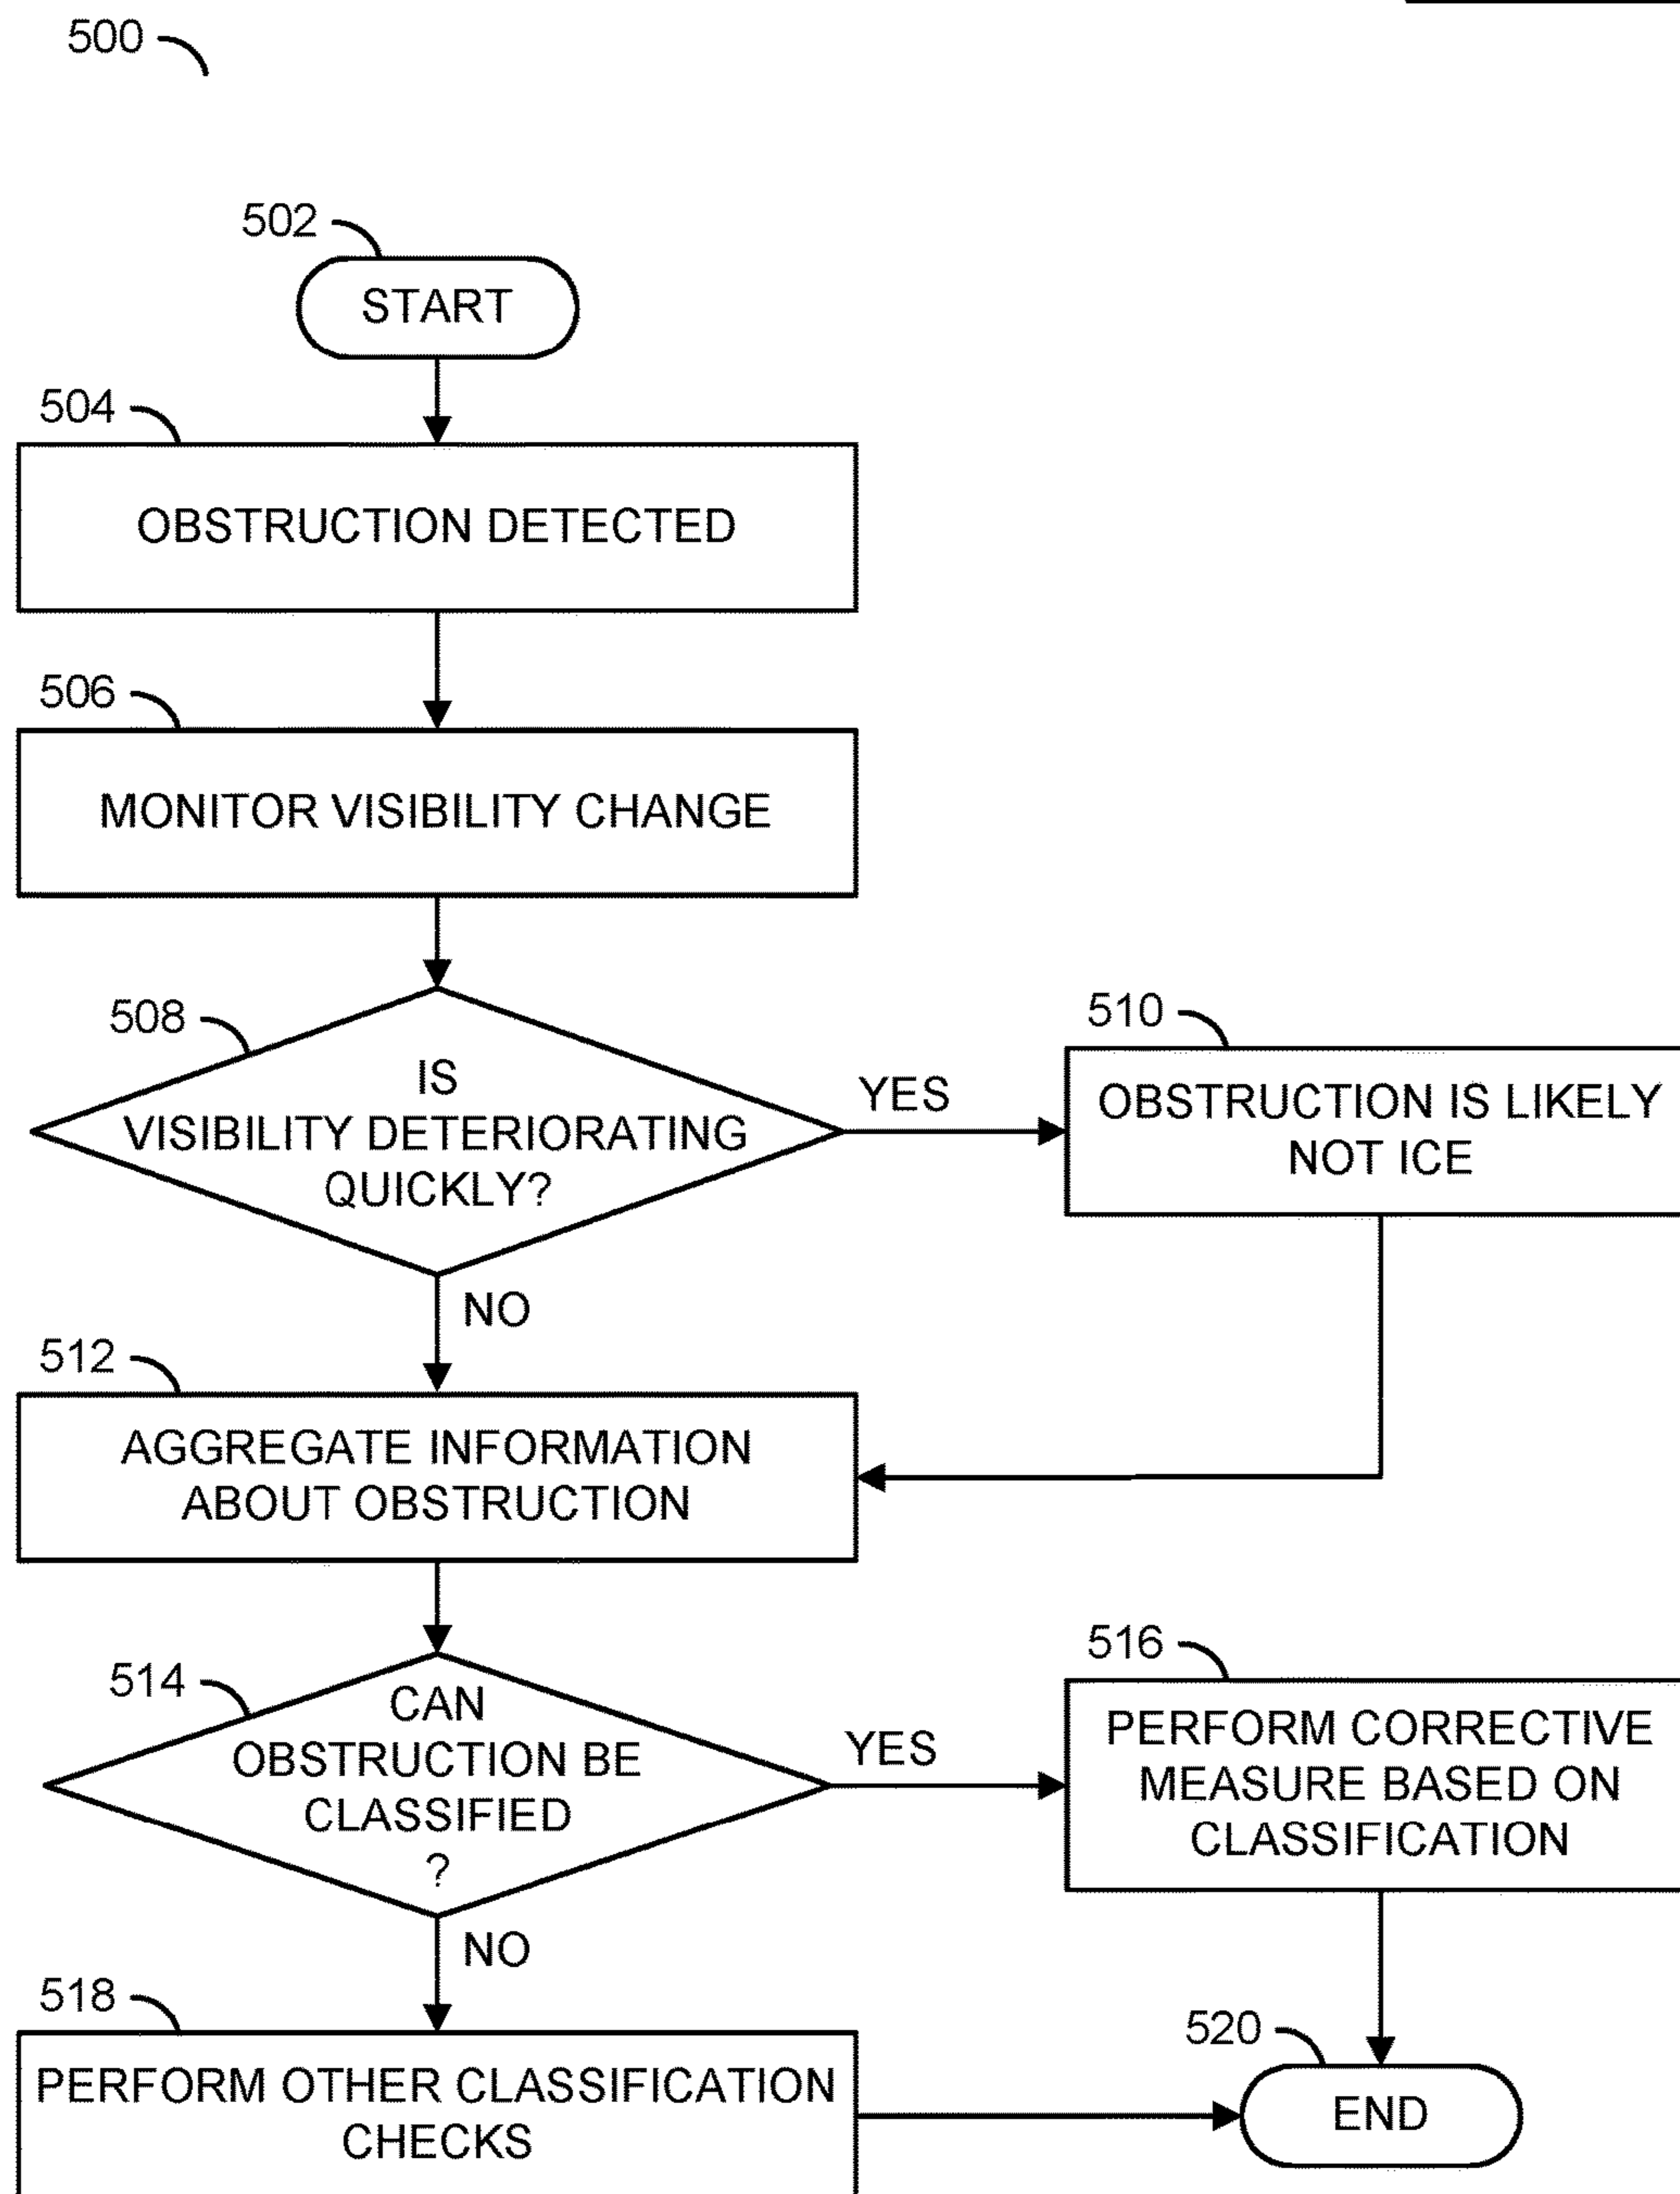 500
502
START
504
OBSTRUCTION DETECTED
506
MONITOR VISIBILITY CHANGE
508
IS
VISIBILITY DETERIORATING
QUICKLY?
YES
510
OBSTRUCTION IS LIKELY
NOT ICE
NO
512
AGGREGATE INFORMATION
ABOUT OBSTRUCTION
514
CAN
OBSTRUCTION BE
CLASSIFIED
?
YES
516
PERFORM CORRECTIVE
MEASURE BASED ON
CLASSIFICATION
NO
518
PERFORM OTHER CLASSIFICATION
CHECKS
520
END